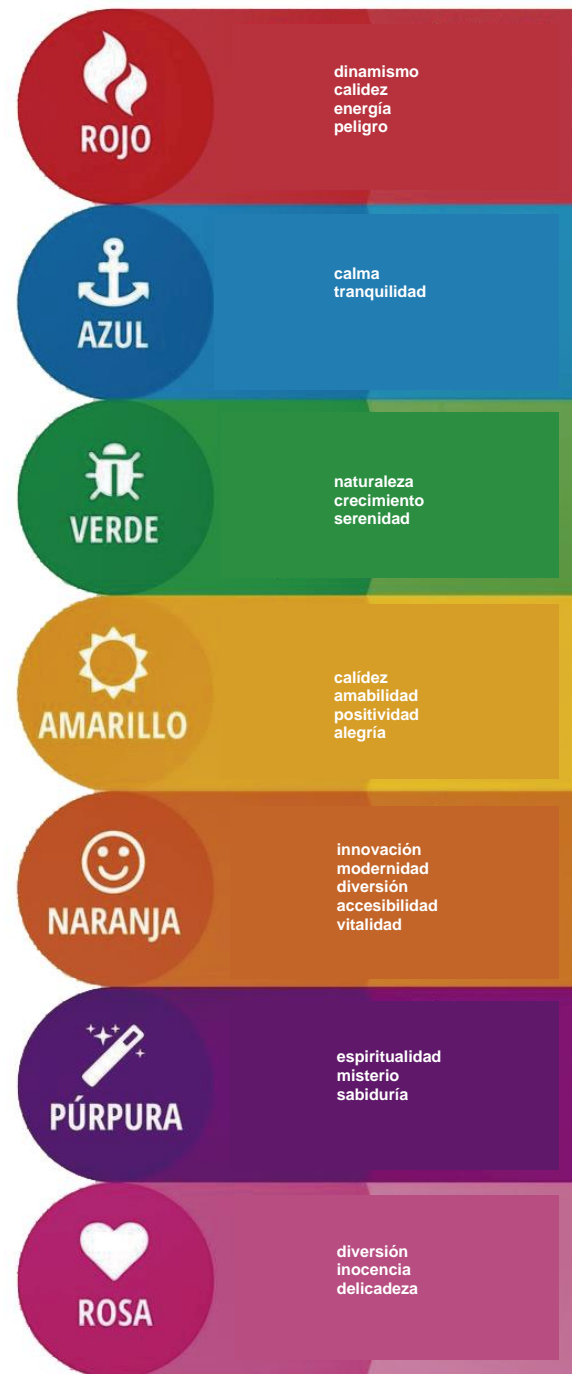 ROJO
dinamismo
calidez
energía
peligro
AZUL
calma
tranquilidad
VERDE
naturaleza
crecimiento
serenidad
AMARILLO
calídez
amabilidad
positividad
alegría
NARANJA
innovación
modernidad
diversión
accesibilidad
vitalidad
PÚRPURA
espiritualidad
misterio
sabiduría
ROSA
diversión
inocencia
delicadeza